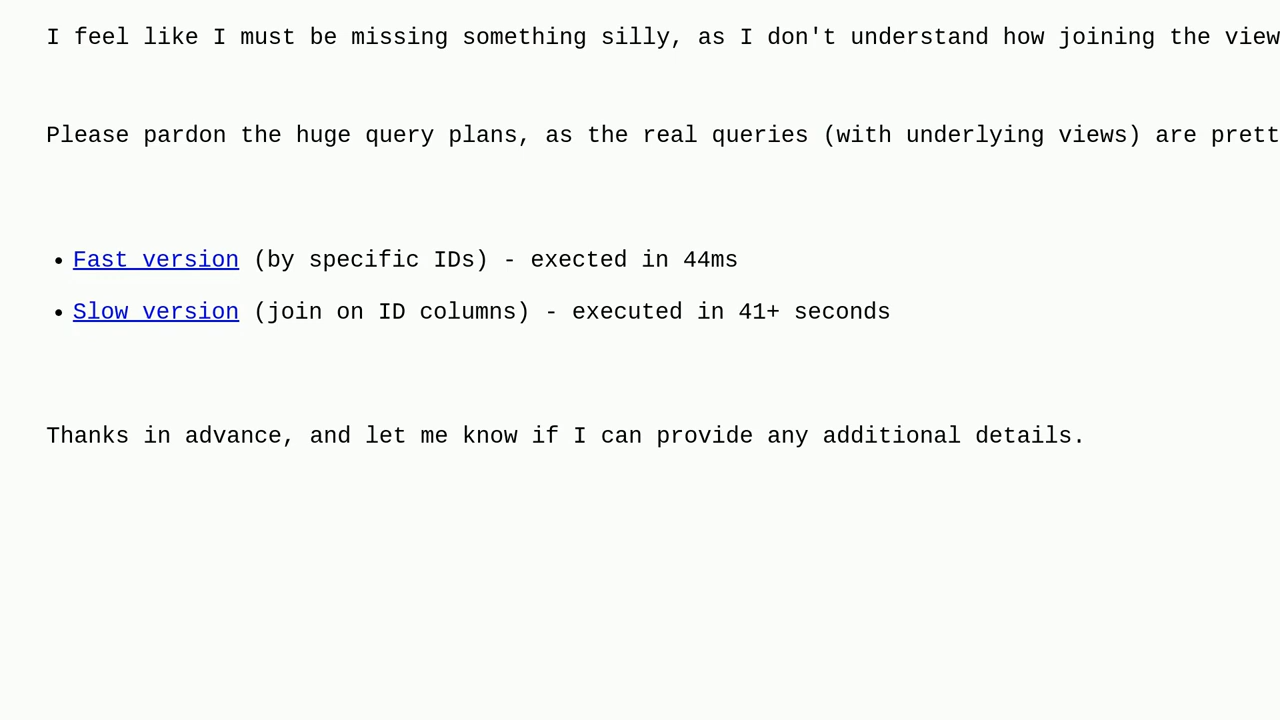 I feel like I must be missing something silly, as I don't understand how joining the view
Please pardon the huge query plans, as the real queries (with underlying views) are prett
• Fast version (by specific IDs) - exected in 44ms
• Slow version (join on ID columns) - executed in 41+ seconds
Thanks in advance, and let me know if I can provide any additional details.